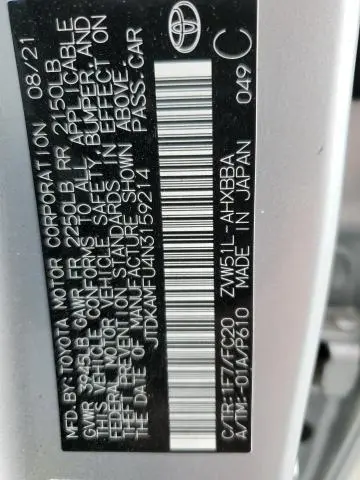 MFD.BY:TOYOTA MOTOR CORPORATION 08/21
GVWR 3945LB GAWR FR 2250LB RR 2150LB
THIS VEHICLE CONFORMS TO ALL APPLICABLE
FEDERAL MOTOR VEHICLE SAFETY, BUMPER, AND
THEFT PREVENTION STANDARDS IN EFFECT ON
THE DATE OF MANUFACTURE SHOWN ABOVE.
JTDKAMFU4N3159214 PASS.CAR
C/TR:1F7/FC20 ZVW51L-AHXBBA
A/TM:-01A/P610 MADE IN JAPAN 049 C